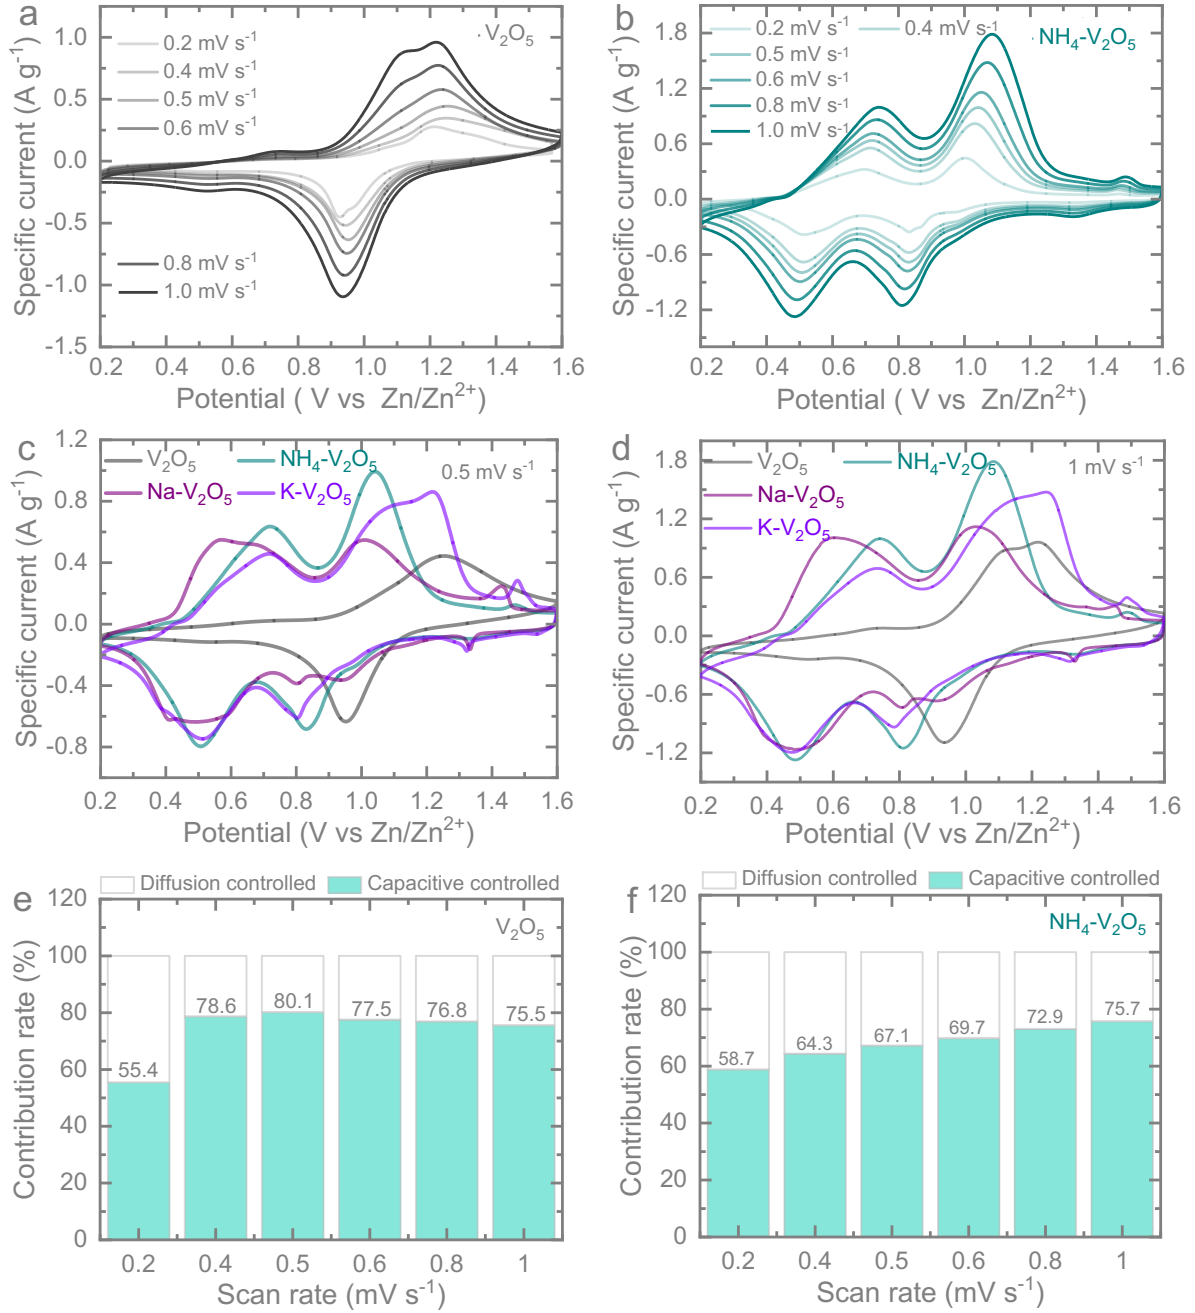 a
V₂O₅
0.2 mV s⁻¹
0.4 mV s⁻¹
0.5 mV s⁻¹
0.6 mV s⁻¹
0.8 mV s⁻¹
1.0 mV s⁻¹
1.0
0.5
0.0
-0.5
-1.0
-1.5
0.2 0.4 0.6 0.8 1.0 1.2 1.4 1.6
Specific current (A g⁻¹)
Potential ( V vs Zn/Zn²⁺)
b
0.2 mV s⁻¹ 0.4 mV s⁻¹
NH₄-V₂O₅
0.5 mV s⁻¹
0.6 mV s⁻¹
0.8 mV s⁻¹
1.0 mV s⁻¹
1.8
1.2
0.6
0.0
-0.6
-1.2
0.2 0.4 0.6 0.8 1.0 1.2 1.4 1.6
Specific current (A g⁻¹)
Potential ( V vs Zn/Zn²⁺)
c
V₂O₅ NH₄-V₂O₅ 0.5 mV s⁻¹
Na-V₂O₅ K-V₂O₅
1.2
0.8
0.4
0.0
-0.4
-0.8
0.2 0.4 0.6 0.8 1.0 1.2 1.4 1.6
Specific current (A g⁻¹)
Potential (V vs Zn/Zn²⁺)
d
V₂O₅ NH₄-V₂O₅ 1 mV s⁻¹
Na-V₂O₅
K-V₂O₅
1.8
1.2
0.6
0.0
-0.6
-1.2
0.2 0.4 0.6 0.8 1.0 1.2 1.4 1.6
Specific current (A g⁻¹)
Potential (V vs Zn/Zn²⁺)
e
Diffusion controlled Capacitive controlled
V₂O₅
120
100
80
60
40
20
0
55.4 78.6 80.1 77.5 76.8 75.5
0.2 0.4 0.5 0.6 0.8 1
Contribution rate (%)
Scan rate (mV s⁻¹)
f
Diffusion controlled Capacitive controlled
NH₄-V₂O₅
120
100
80
60
40
20
0
58.7 64.3 67.1 69.7 72.9 75.7
0.2 0.4 0.5 0.6 0.8 1
Contribution rate (%)
Scan rate (mV s⁻¹)